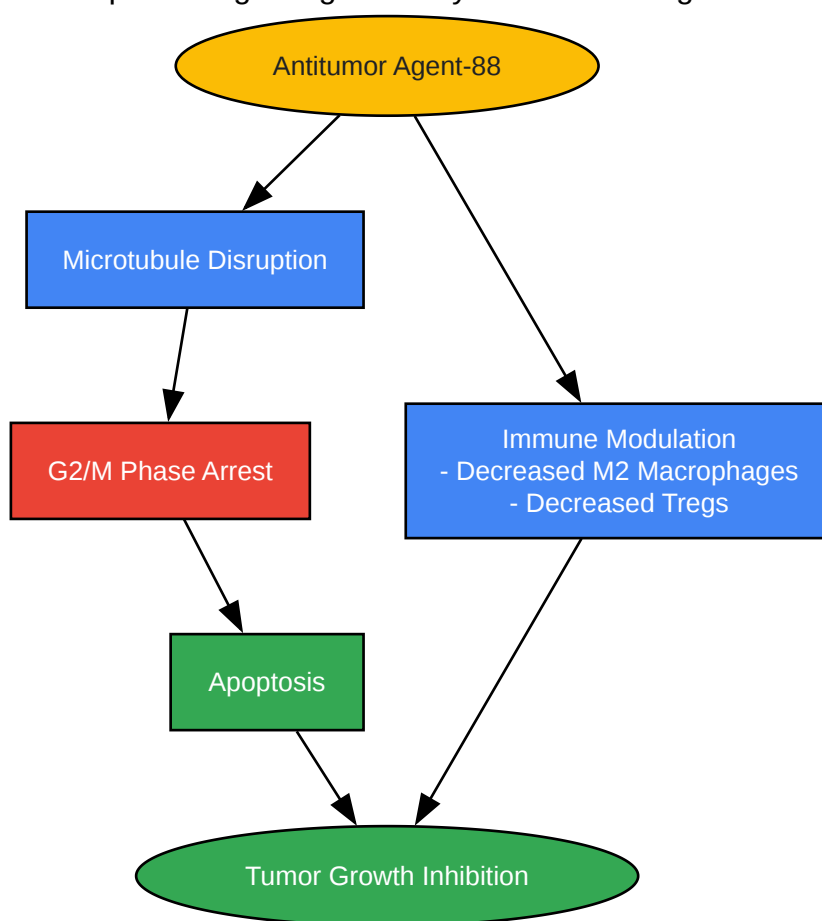 Antitumor Agent-88
Microtubule Disruption
G2/M Phase Arrest
Immune Modulation
- Decreased M2 Macrophages
- Decreased Tregs
Apoptosis
Tumor Growth Inhibition